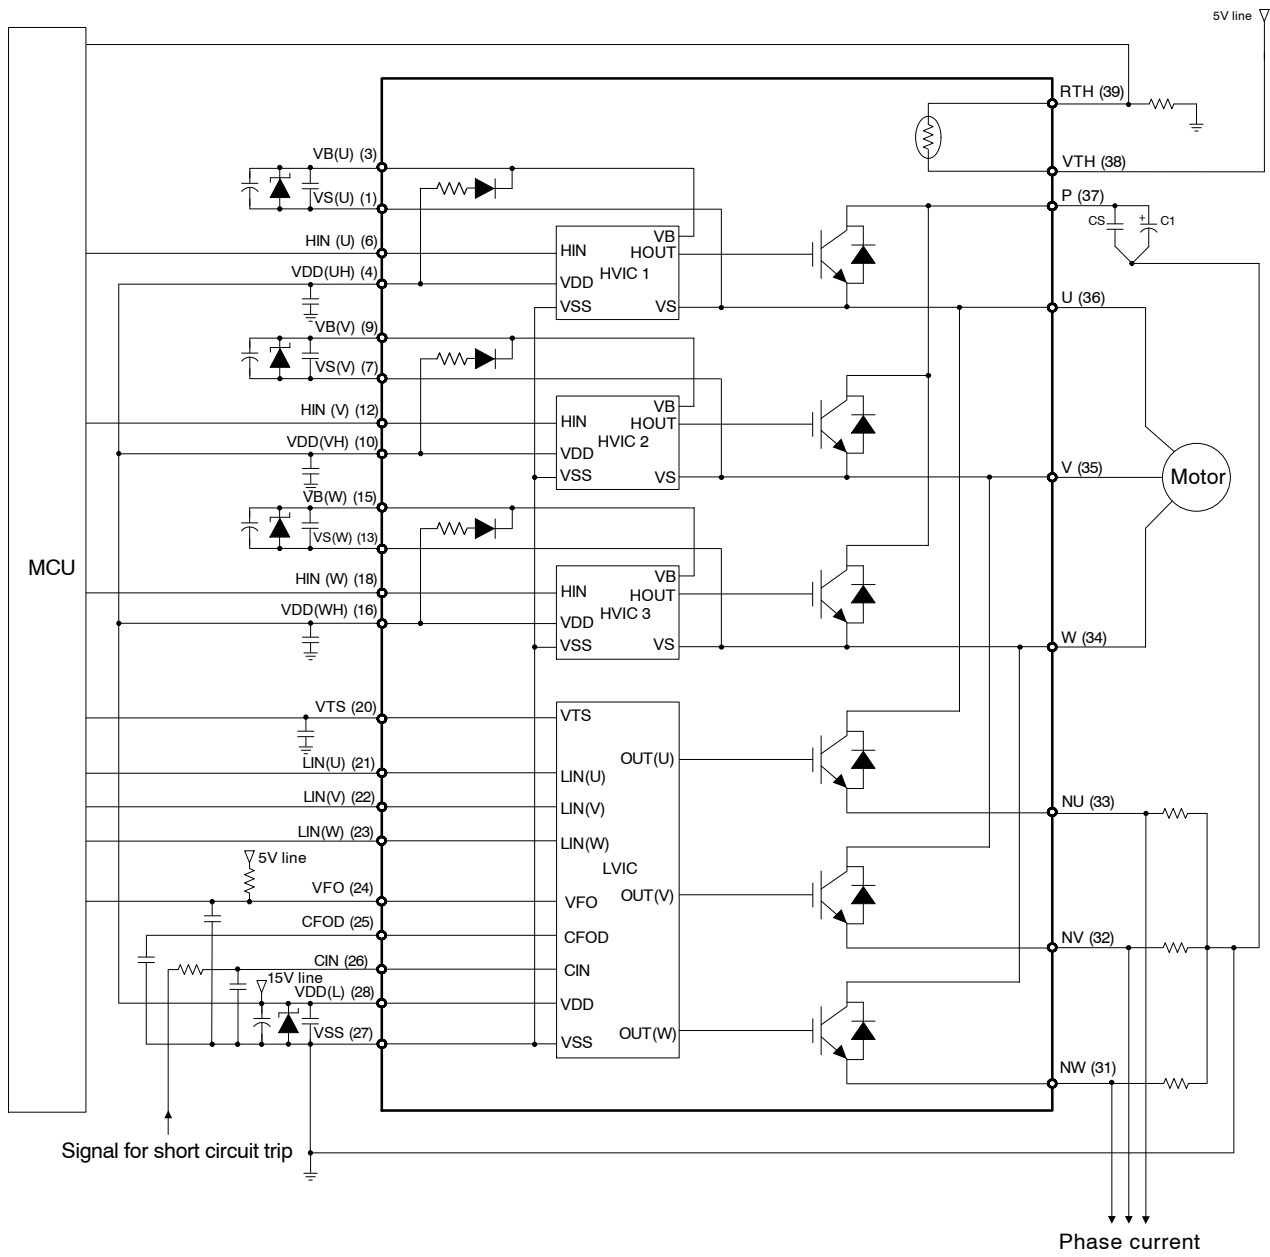 5V line
RTH (39)
VB(U) (3)
VTH (38)
VS(U) (1)
P (37)
CS
+
C1
VB
HIN (U) (6)
HIN
HOUT
HVIC 1
VDD(UH) (4)
VDD
VSS
VS
U (36)
VB(V) (9)
VS(V) (7)
VB
HIN (V) (12)
HIN
HOUT
HVIC 2
VDD(VH) (10)
VDD
VSS
VS
V (35)
Motor
VB(W) (15)
VS(W) (13)
MCU
VB
HIN (W) (18)
HIN
HOUT
HVIC 3
VDD(WH) (16)
VDD
VSS
VS
W (34)
VTS (20)
VTS
OUT(U)
LIN(U) (21)
LIN(U)
LIN(V) (22)
LIN(V)
NU (33)
LIN(W) (23)
LIN(W)
5V line
LVIC
VFO (24)
VFO
OUT(V)
CFOD (25)
CFOD
NV (32)
CIN (26)
CIN
15V line
VDD(L) (28)
VDD
VSS (27)
VSS
OUT(W)
NW (31)
Signal for short circuit trip
Phase current